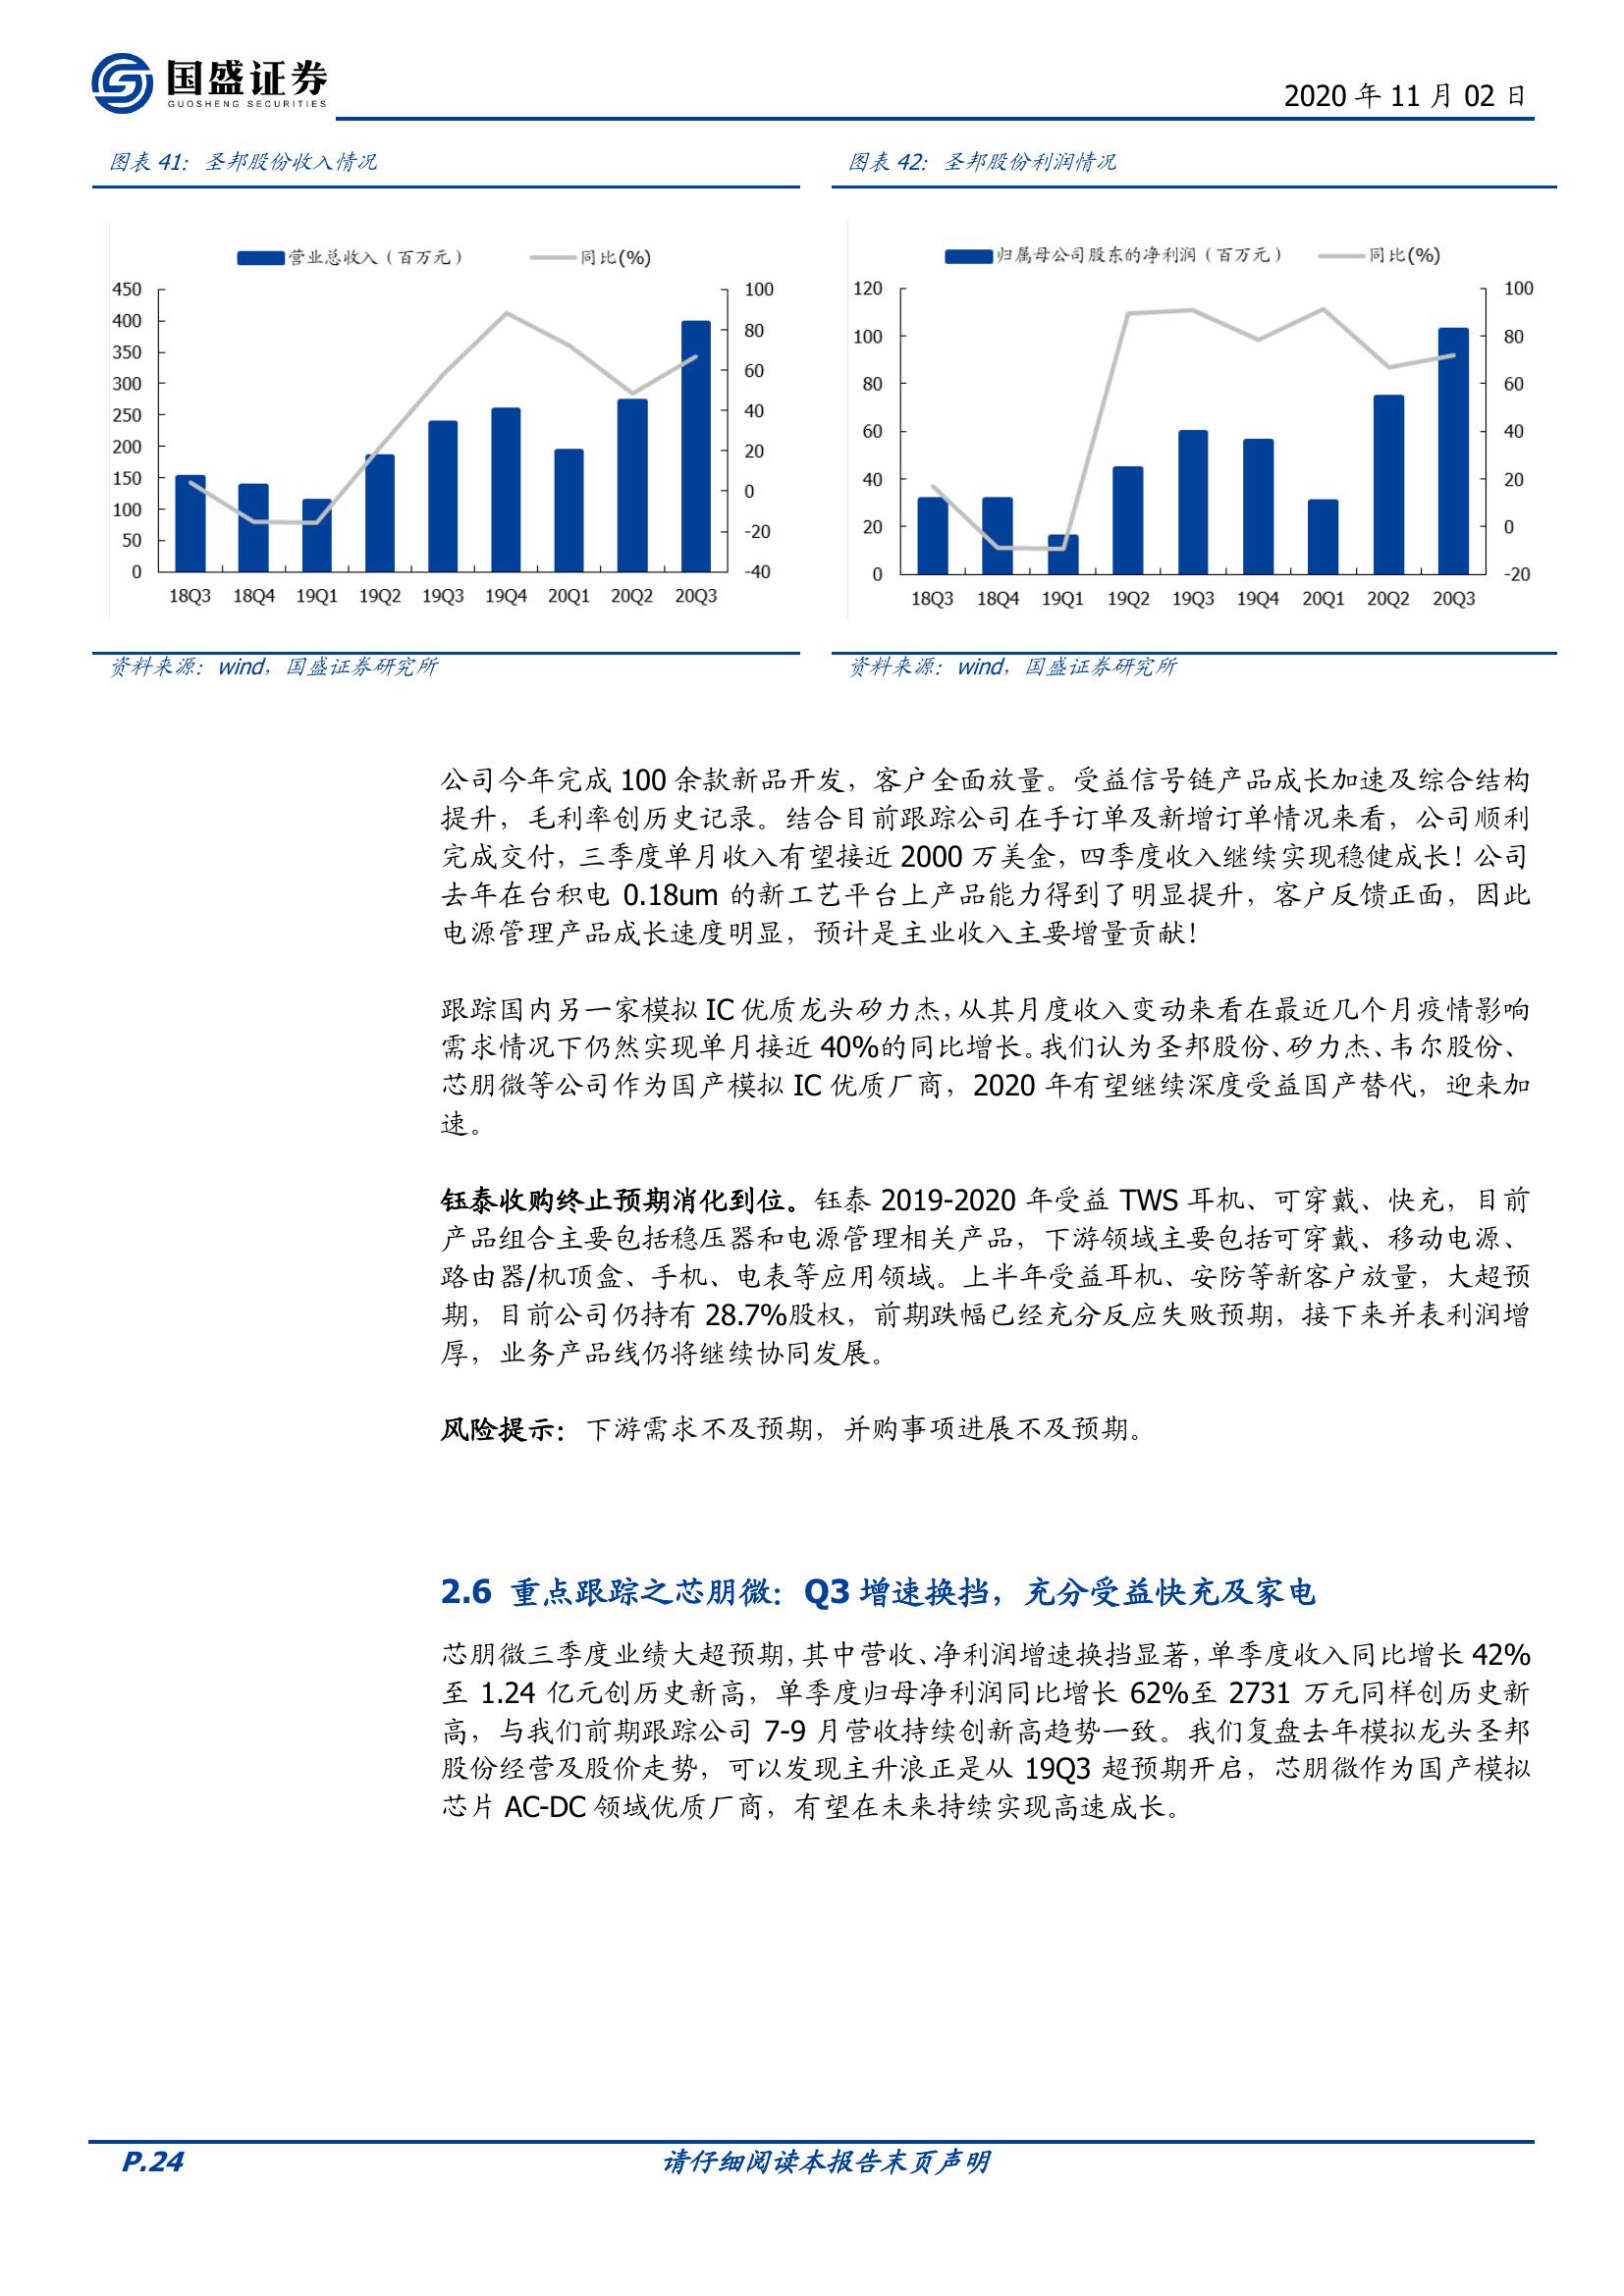 国盛证券
GUOSHENG SECURITIES
2020 年 11 月 02 日
图表 41：圣邦股份收入情况
营业总收入（百万元） 同比(%)
450
400
350
300
250
200
150
100
50
0
100
80
60
40
20
0
-20
-40
18Q3 18Q4 19Q1 19Q2 19Q3 19Q4 20Q1 20Q2 20Q3
资料来源：wind，国盛证券研究所
图表 42：圣邦股份利润情况
归属母公司股东的净利润（百万元） 同比(%)
120
100
80
60
40
20
0
100
80
60
40
20
0
-20
18Q3 18Q4 19Q1 19Q2 19Q3 19Q4 20Q1 20Q2 20Q3
资料来源：wind，国盛证券研究所
公司今年完成 100 余款新品开发，客户全面放量。受益信号链产品成长加速及综合结构
提升，毛利率创历史记录。结合目前跟踪公司在手订单及新增订单情况来看，公司顺利
完成交付，三季度单月收入有望接近 2000 万美金，四季度收入继续实现稳健成长！公司
去年在台积电 0.18um 的新工艺平台上产品能力得到了明显提升，客户反馈正面，因此
电源管理产品成长速度明显，预计是主业收入主要增量贡献！
跟踪国内另一家模拟 IC 优质龙头矽力杰，从其月度收入变动来看在最近几个月疫情影响
需求情况下仍然实现单月接近 40%的同比增长。我们认为圣邦股份、矽力杰、韦尔股份、
芯朋微等公司作为国产模拟 IC 优质厂商，2020 年有望继续深度受益国产替代，迎来加
速。
钰泰收购终止预期消化到位。钰泰 2019-2020 年受益 TWS 耳机、可穿戴、快充，目前
产品组合主要包括稳压器和电源管理相关产品，下游领域主要包括可穿戴、移动电源、
路由器/机顶盒、手机、电表等应用领域。上半年受益耳机、安防等新客户放量，大超预
期，目前公司仍持有 28.7%股权，前期跌幅已经充分反应失败预期，接下来并表利润增
厚，业务产品线仍将继续协同发展。
风险提示：下游需求不及预期，并购事项进展不及预期。
2.6 重点跟踪之芯朋微：Q3 增速换挡，充分受益快充及家电
芯朋微三季度业绩大超预期，其中营收、净利润增速换挡显著，单季度收入同比增长 42%
至 1.24 亿元创历史新高，单季度归母净利润同比增长 62%至 2731 万元同样创历史新
高，与我们前期跟踪公司 7-9 月营收持续创新高趋势一致。我们复盘去年模拟龙头圣邦
股份经营及股价走势，可以发现主升浪正是从 19Q3 超预期开启，芯朋微作为国产模拟
芯片 AC-DC 领域优质厂商，有望在未来持续实现高速成长。
P.24
请仔细阅读本报告末页声明